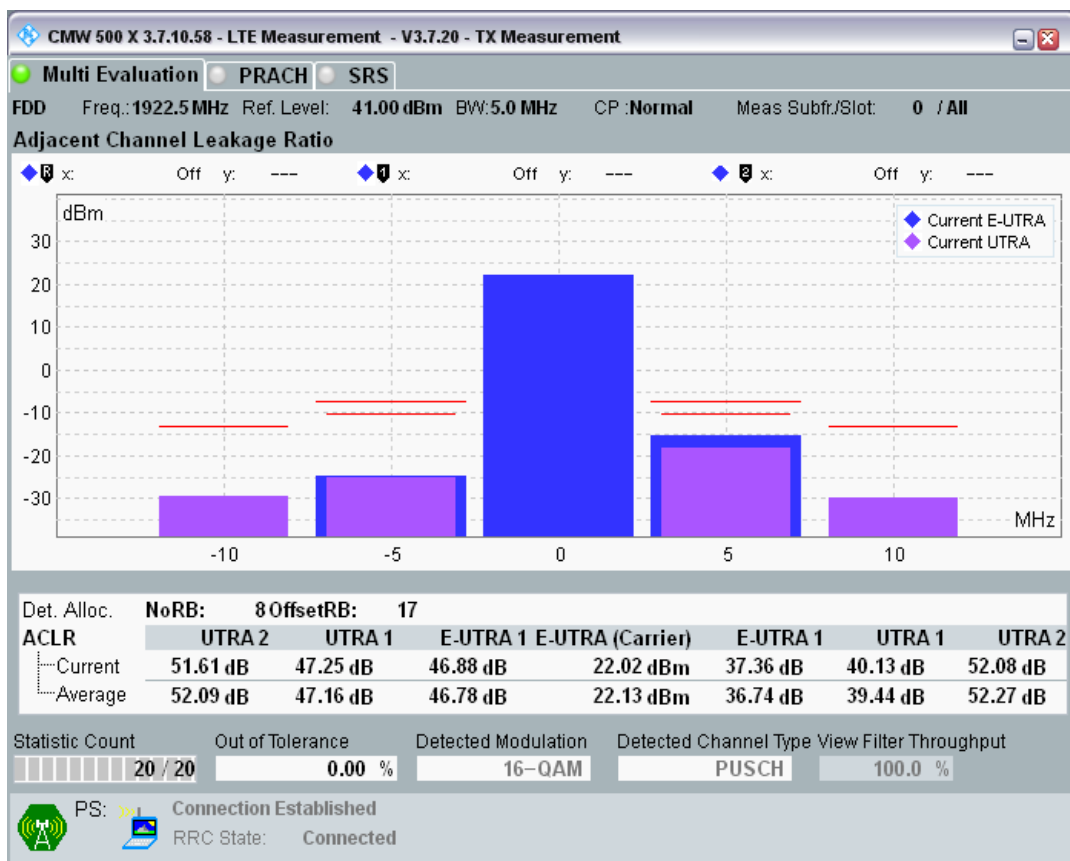 CMW 500 X 3.7.10.58 - LTE Measurement - V3.7.20 - TX Measurement
Multi Evaluation PRACH SRS
FDD Freq.: 1922.5 MHz Ref. Level: 41.00 dBm BW: 5.0 MHz CP : Normal Meas Subfr./Slot: 0 / All
Adjacent Channel Leakage Ratio
R x: Off y: --- 1 x: Off y: --- 2 x: Off y: ---
dBm
Current E-UTRA
Current UTRA
30
20
10
0
-10
-20
-30
MHz
-10 -5 0 5 10
Det. Alloc. NoRB: 8 OffsetRB: 17
ACLR UTRA 2 UTRA 1 E-UTRA 1 E-UTRA (Carrier) E-UTRA 1 UTRA 1 UTRA 2
Current 51.61 dB 47.25 dB 46.88 dB 22.02 dBm 37.36 dB 40.13 dB 52.08 dB
Average 52.09 dB 47.16 dB 46.78 dB 22.13 dBm 36.74 dB 39.44 dB 52.27 dB
Statistic Count Out of Tolerance Detected Modulation Detected Channel Type View Filter Throughput
20 / 20 0.00 % 16-QAM PUSCH 100.0 %
PS: Connection Established
RRC State: Connected